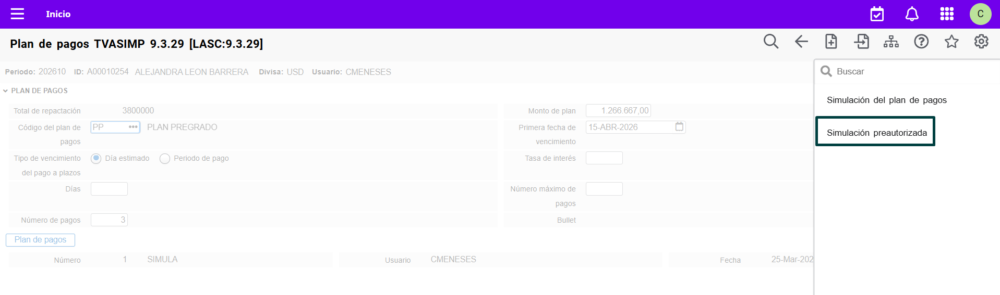 Inicio
C
Plan de pagos TVASIMP 9.3.29 [LASC:9.3.29]
Periodo: 202610 ID: A00010254 ALEJANDRA LEON BARRERA Divisa: USD Usuario: CMENESES
Buscar
PLAN DE PAGOS
Simulación del plan de pagos
Total de repactación 3800000 Monto de plan 1.266.667,00
Código del plan de pagos PP ••• PLAN PREGRADO Primera fecha de vencimiento 15-ABR-2026
Simulación preautorizada
Tipo de vencimiento del pago a plazos Día estimado Periodo de pago Tasa de interés
Días Número máximo de pagos
Número de pagos 3 Bullet
Plan de pagos
Número 1 SIMULA Usuario CMENESES Fecha 25-Mar-202